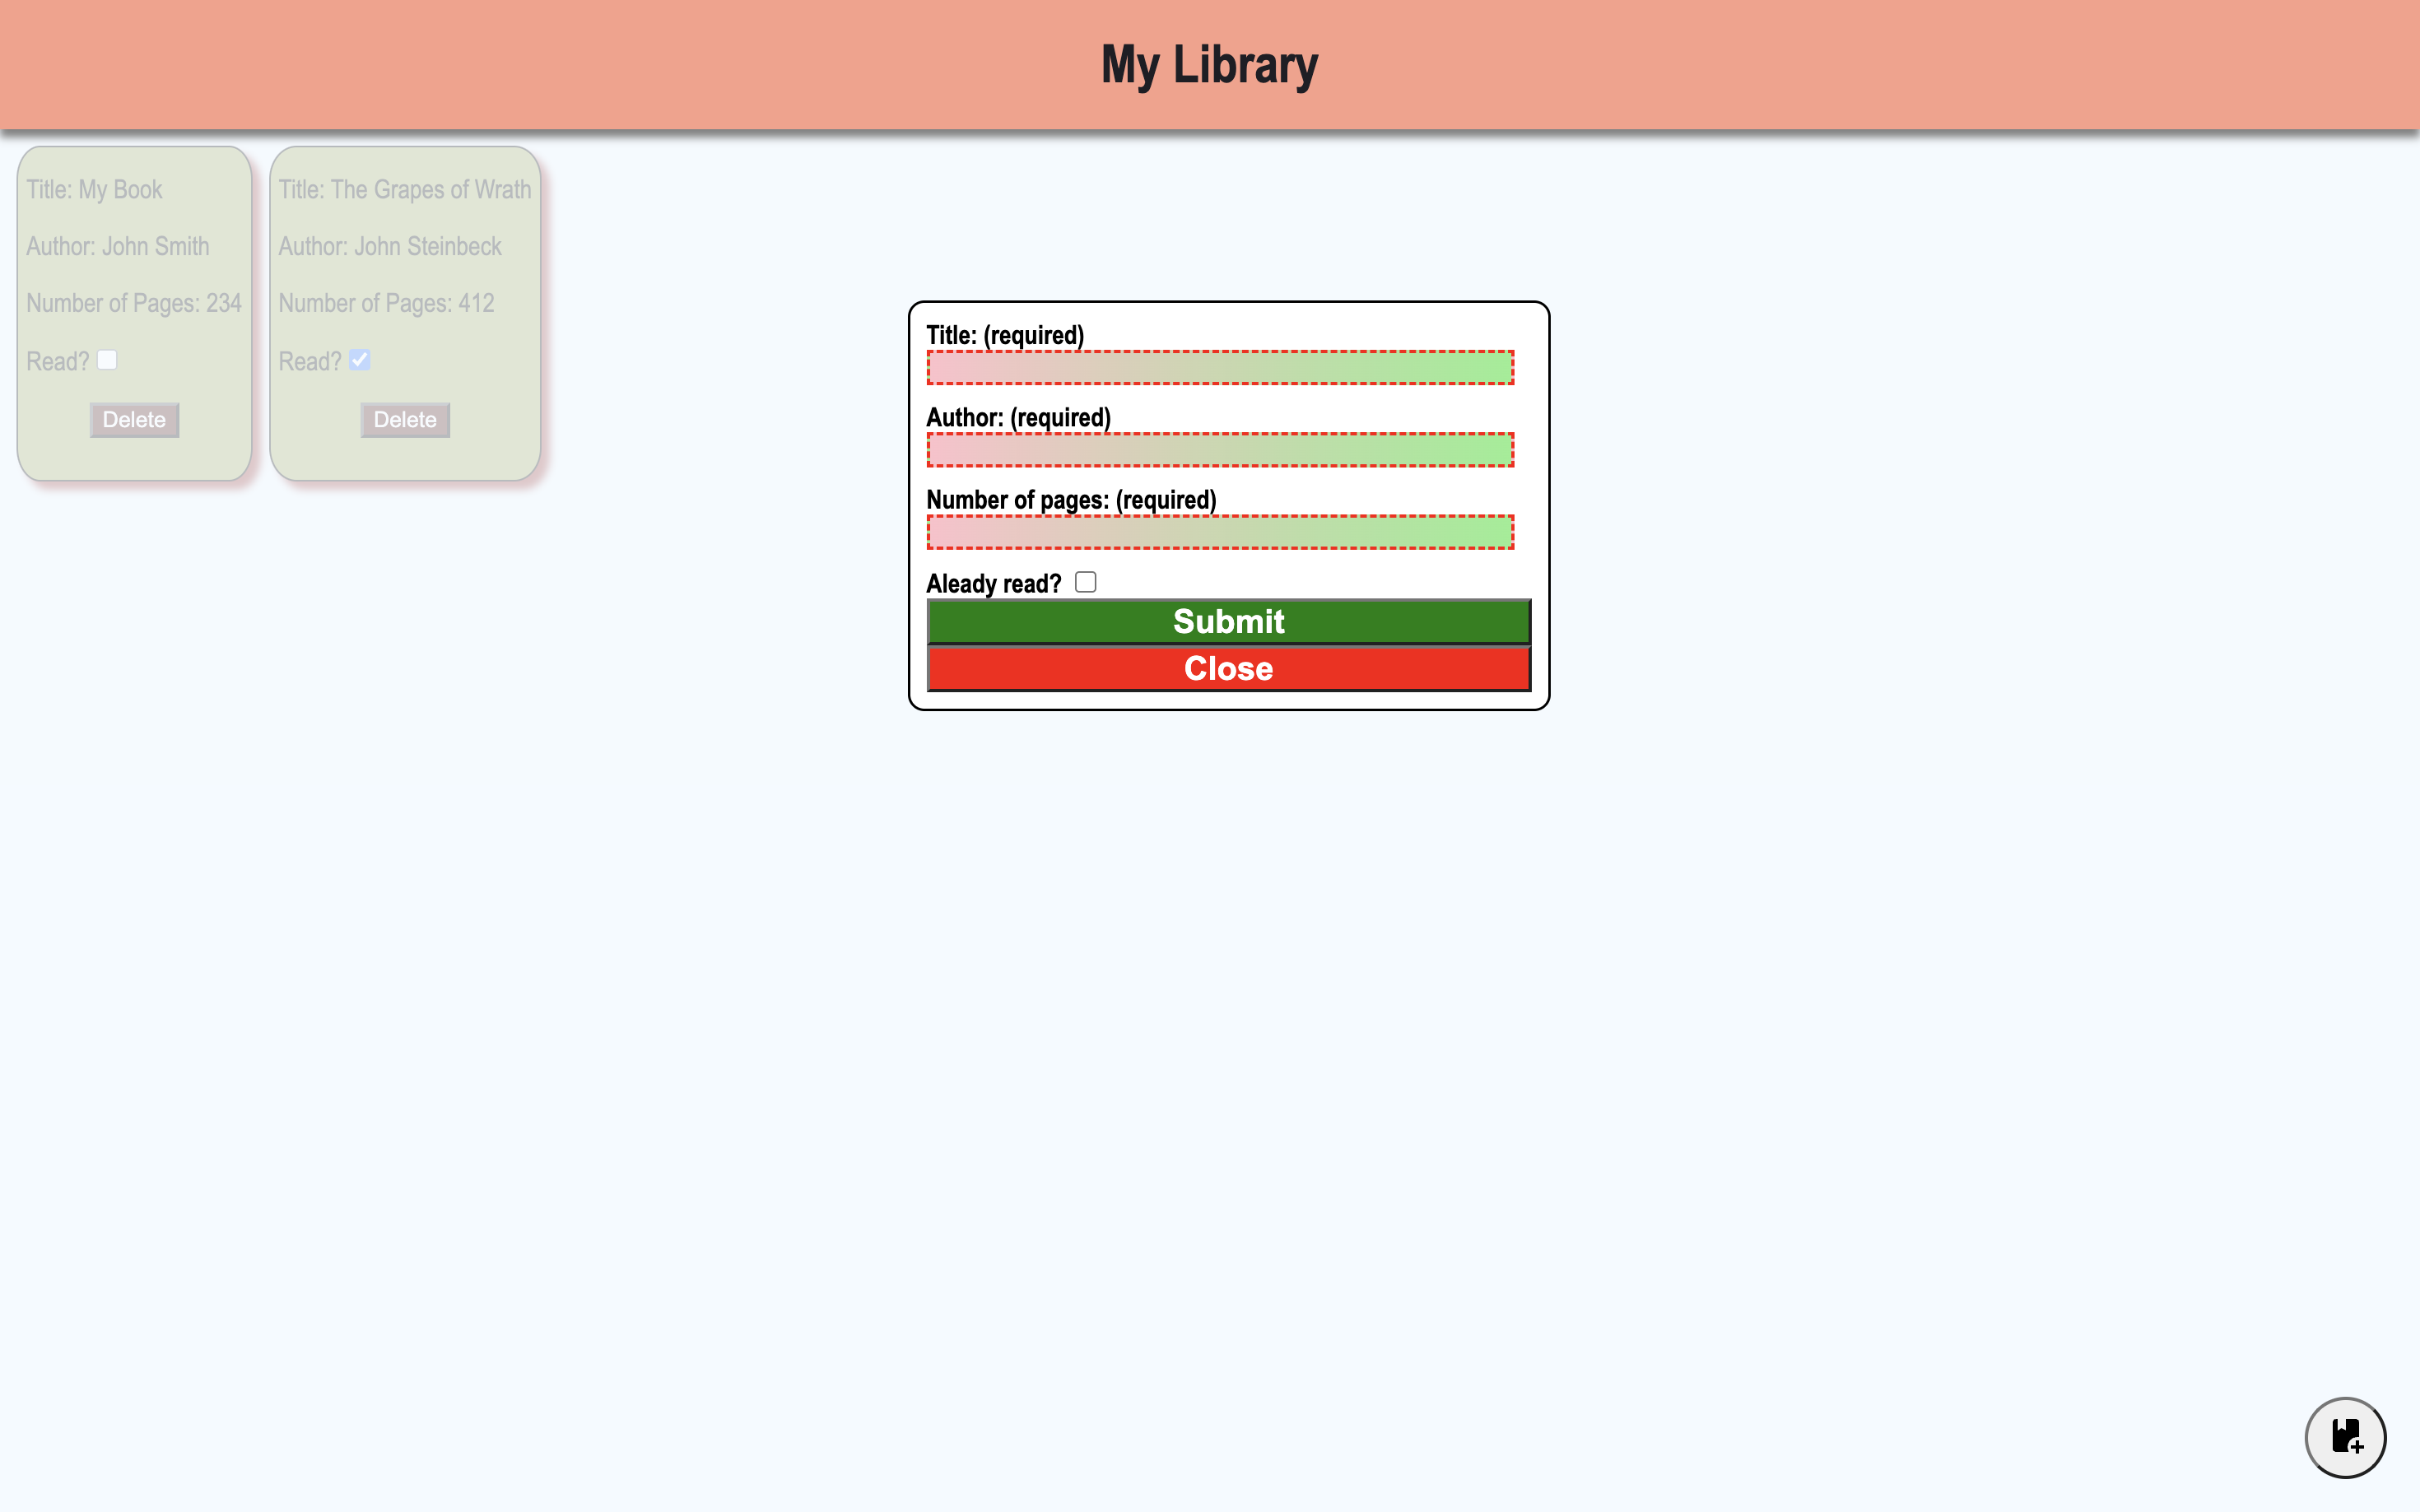 My Library
Title: My Book
Author: John Smith
Number of Pages: 234
Read?
Delete
Title: The Grapes of Wrath
Author: John Steinbeck
Number of Pages: 412
Read?
Delete
Title: (required)
Author: (required)
Number of pages: (required)
Aleady read?
Submit
Close